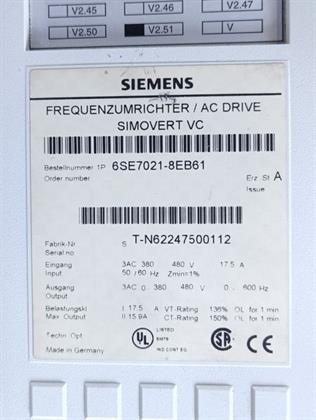 V2.45 V2.46 V2.47
V2.50 V2.51 V
SIEMENS
FREQUENZUMRICHTER / AC DRIVE
SIMOVERT VC
Bestellnummer 1P 6SE7021-8EB61
Order number
Erz. St. A
Issue
Fabrik-Nr S T-N62247500112
Serial no
Eingang 3AC 380 480 V 17.5 A
Input 50 / 60 Hz Zmin=1%
Ausgang 3AC 0 . 380 480 V 0 . 600 Hz
Output
Belastungskl I 17.5 A VT-Rating 136% OL for 1 min
Max Output II 15.9A CT-Rating 150% OL for 1 min.
Techn. Opt.
Made in Germany
UL LISTED
IND.CONT.EQ.
SA